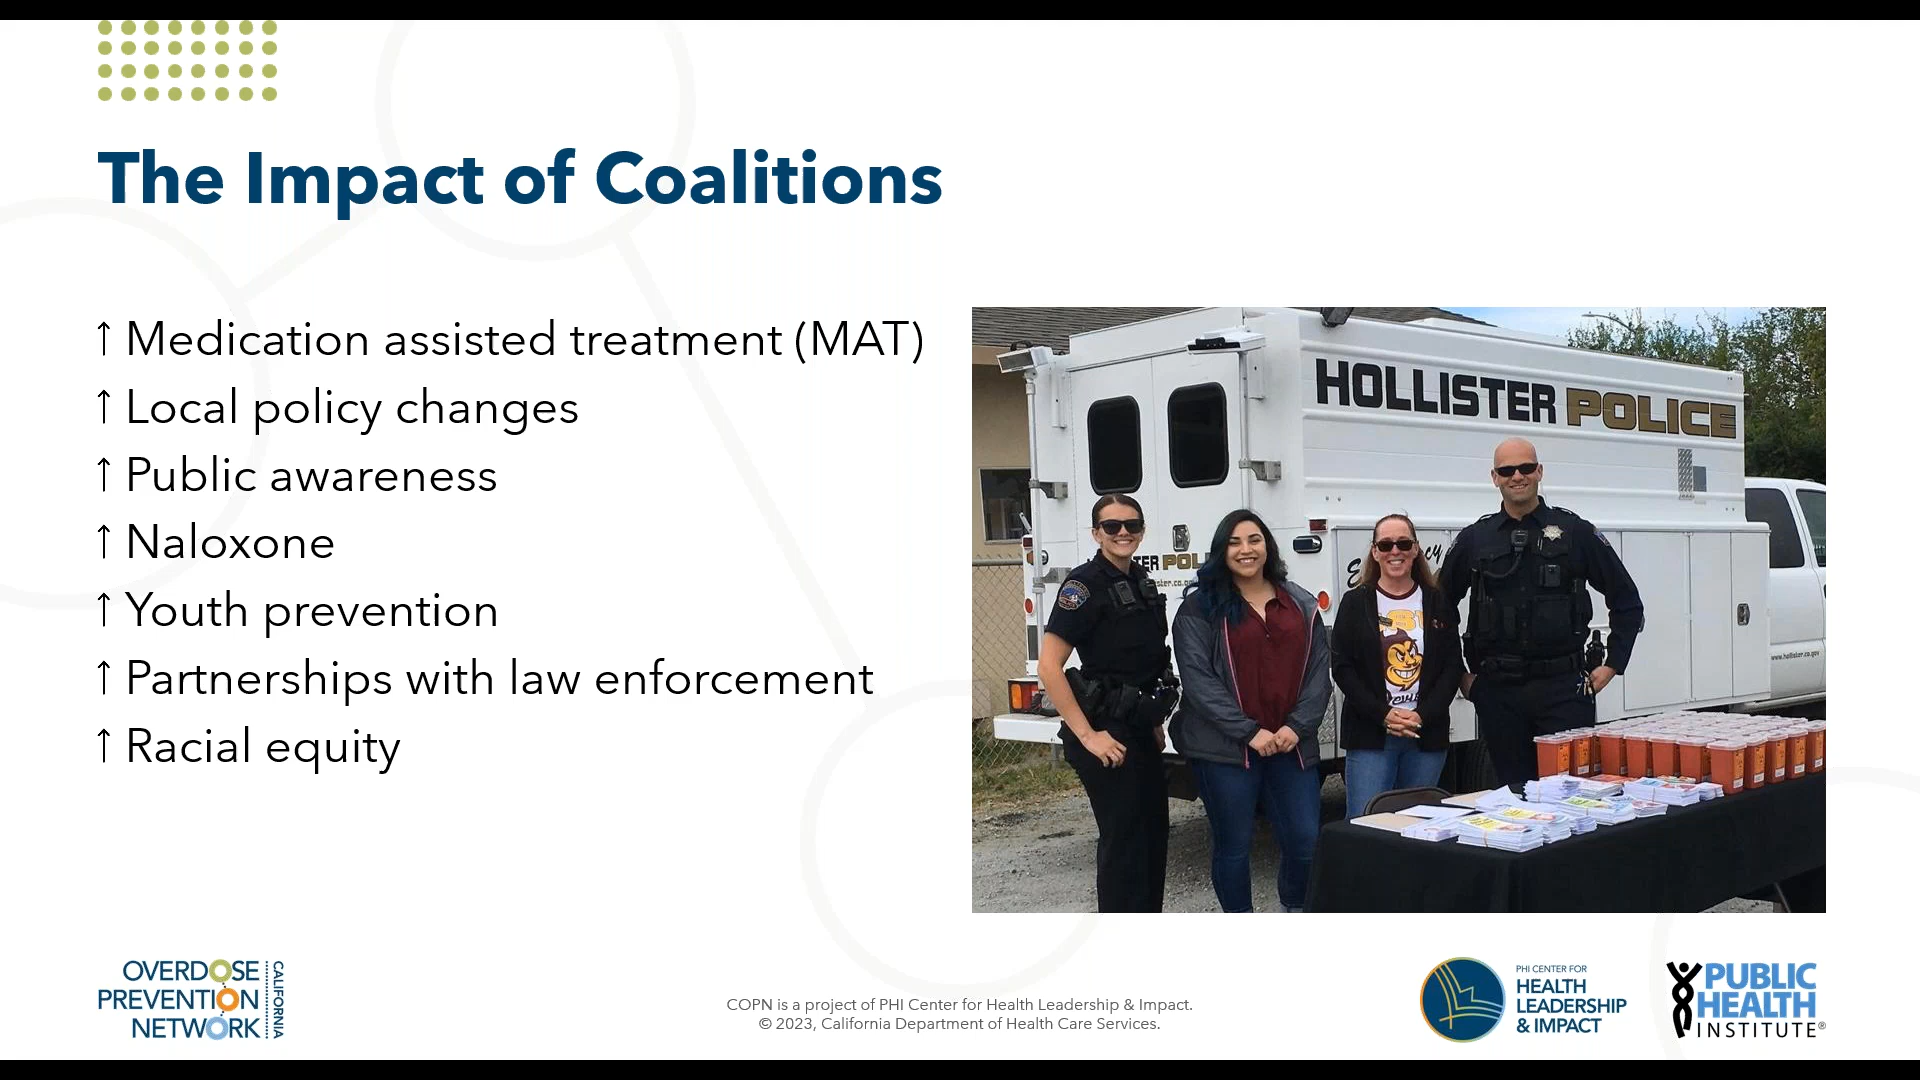 The Impact of Coalitions
↑ Medication assisted treatment (MAT)
↑ Local policy changes
↑ Public awareness
↑ Naloxone
↑ Youth prevention
↑ Partnerships with law enforcement
↑ Racial equity
HOLLISTER POLICE
OVERDOSE
PREVENTION
NETWORK
CALIFORNIA
COPN is a project of PHI Center for Health Leadership & Impact.
© 2023, California Department of Health Care Services.
PHI CENTER FOR
HEALTH
LEADERSHIP
& IMPACT
PUBLIC
HEALTH
INSTITUTE®